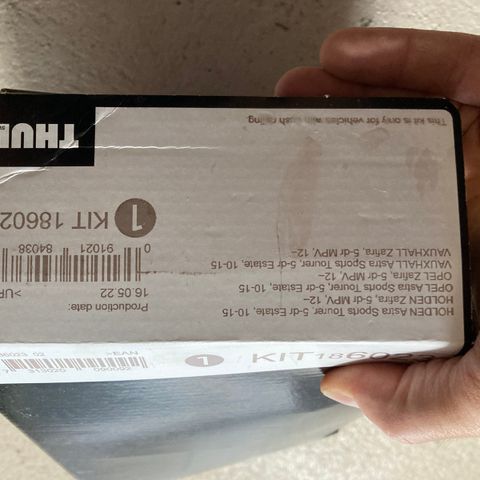 KIT186023
1
>EAN
HOLDEN Astra Sports Tourer, 5-dr Estate, 10-15
HOLDEN Zafira, 5-dr MPV, 12–
OPEL Astra Sports Tourer, 5-dr Estate, 10-15
OPEL Zafira, 5-dr MPV, 12–
VAUXHALL Astra Sports Tourer, 5-dr Estate, 10-15
VAUXHALL Zafira, 5-dr MPV, 12–
This kit is only for vehicles with flush railing
Production date:
16.05.22
0 91021 84038
1 KIT 18602
THU